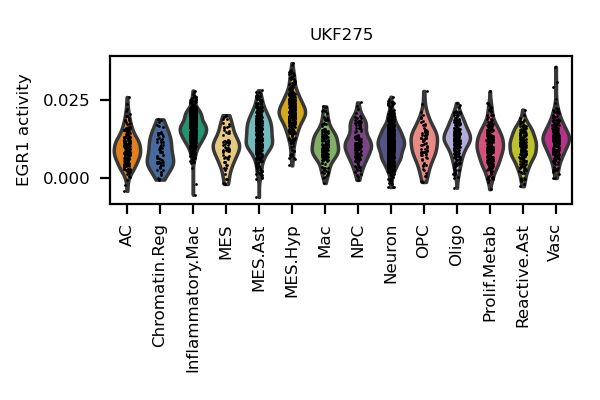 UKF275
EGR1 activity
0.025
0.000
AC
Chromatin.Reg
Inflammatory.Mac
MES
MES.Ast
MES.Hyp
Mac
NPC
Neuron
OPC
Oligo
Prolif.Metab
Reactive.Ast
Vasc